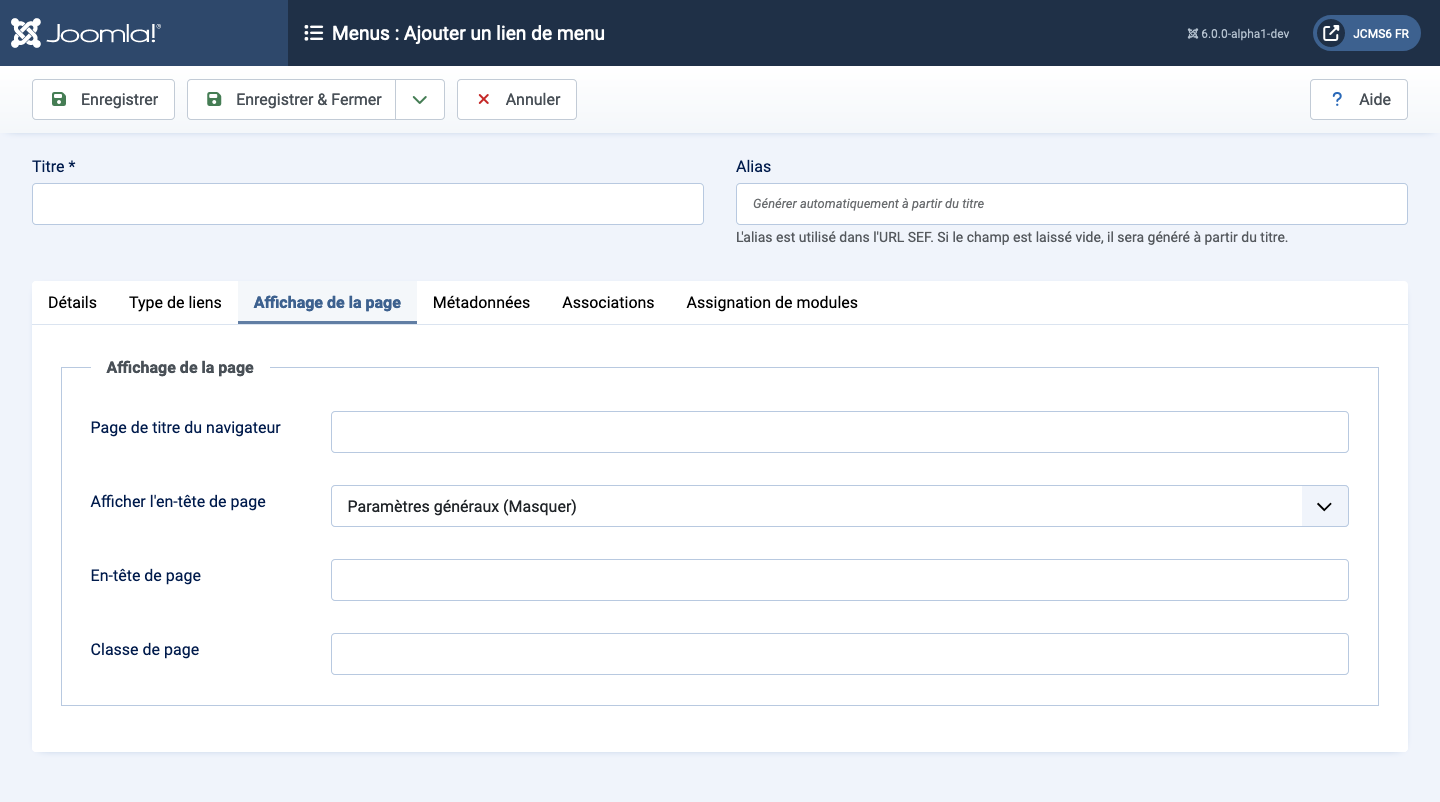 Joomla!®
Menus : Ajouter un lien de menu
6.0.0-alpha1-dev
JCMS6 FR
Enregistrer
Enregistrer & Fermer
Annuler
? Aide
Titre *
Alias
Générer automatiquement à partir du titre
L'alias est utilisé dans l'URL SEF. Si le champ est laissé vide, il sera généré à partir du titre.
Détails
Type de liens
Affichage de la page
Métadonnées
Associations
Assignation de modules
Affichage de la page
Page de titre du navigateur
Afficher l'en-tête de page
Paramètres généraux (Masquer)
En-tête de page
Classe de page